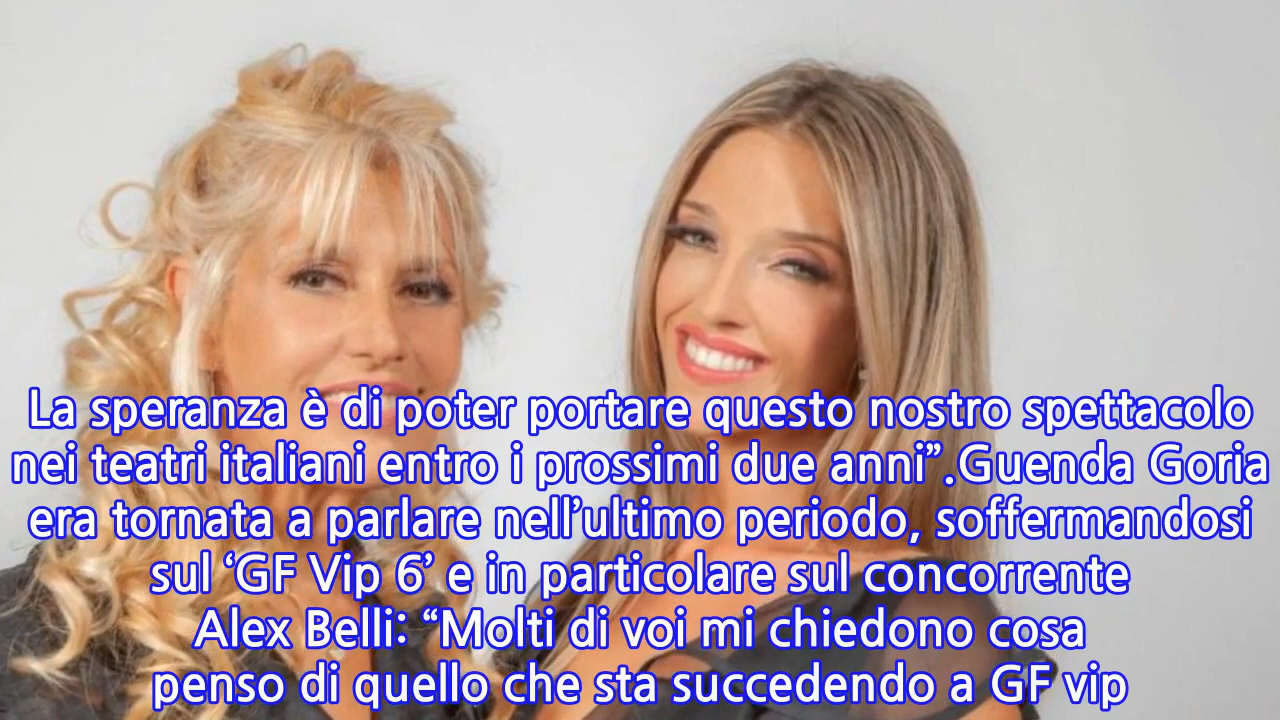 La speranza è di poter portare questo nostro spettacolo
nei teatri italiani entro i prossimi due anni”.Guenda Goria
era tornata a parlare nell’ultimo periodo, soffermandosi
sul ‘GF Vip 6’ e in particolare sul concorrente
Alex Belli: “Molti di voi mi chiedono cosa
penso di quello che sta succedendo a GF vip